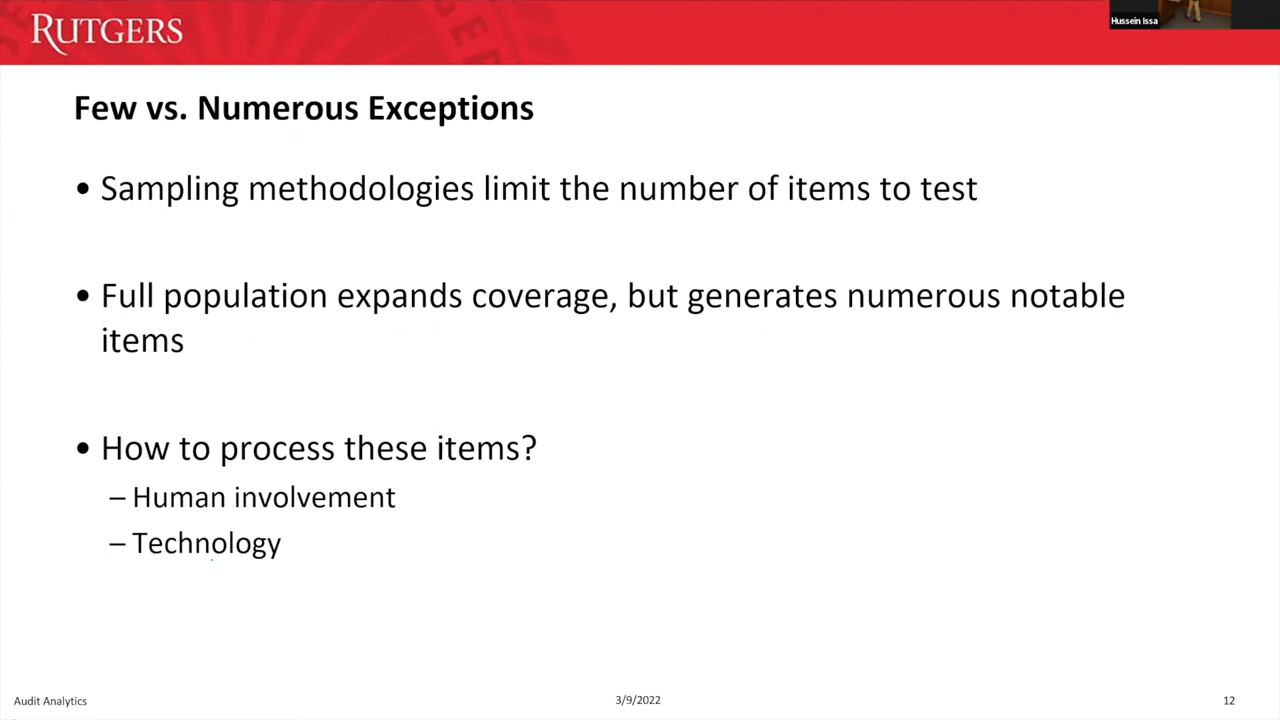 RUTGERS
Hussein Issa
Few vs. Numerous Exceptions
• Sampling methodologies limit the number of items to test
• Full population expands coverage, but generates numerous notable
items
• How to process these items?
– Human involvement
– Technology
Audit Analytics
3/9/2022
12